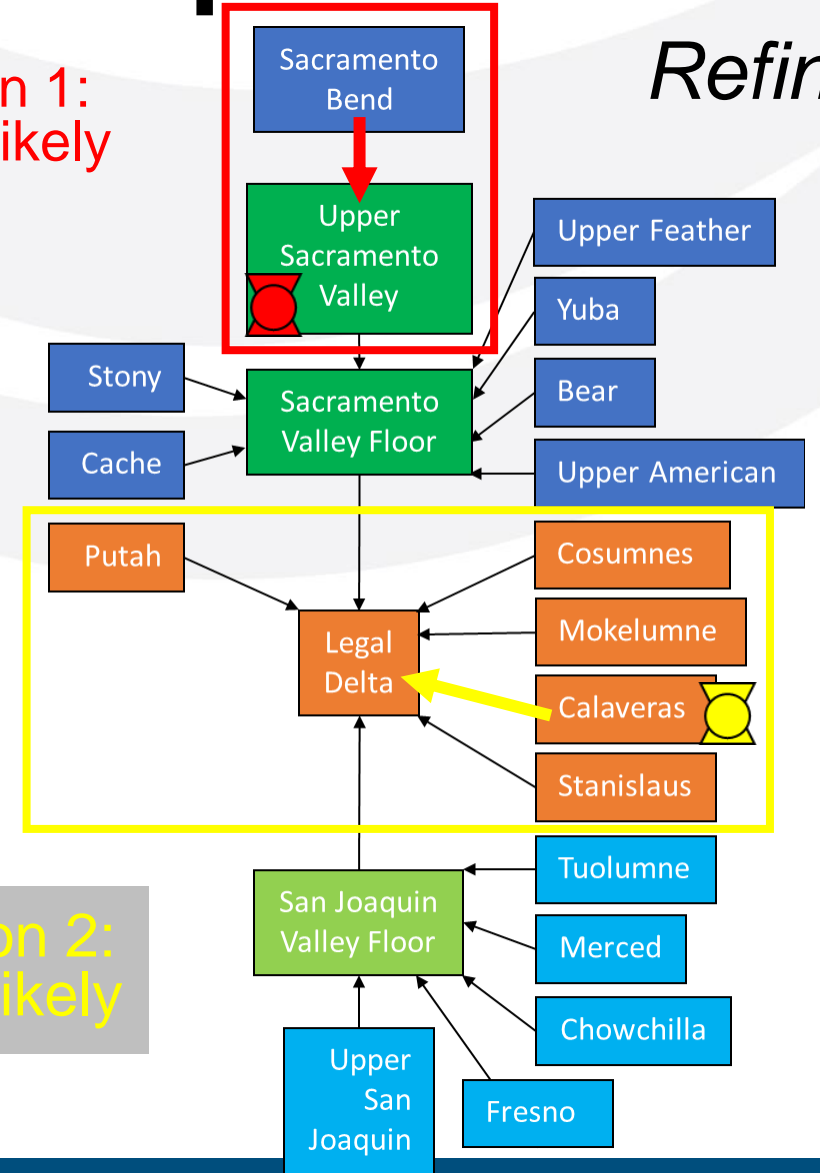 Refin
n 1:
ikely
Sacramento
Bend
Upper
Sacramento
Valley
Upper Feather
Yuba
Stony
Bear
Sacramento
Valley Floor
Cache
Upper American
Putah
Cosumnes
Legal
Delta
Mokelumne
Calaveras
Stanislaus
Tuolumne
San Joaquin
Valley Floor
Merced
on 2:
ikely
Chowchilla
Upper
San
Joaquin
Fresno